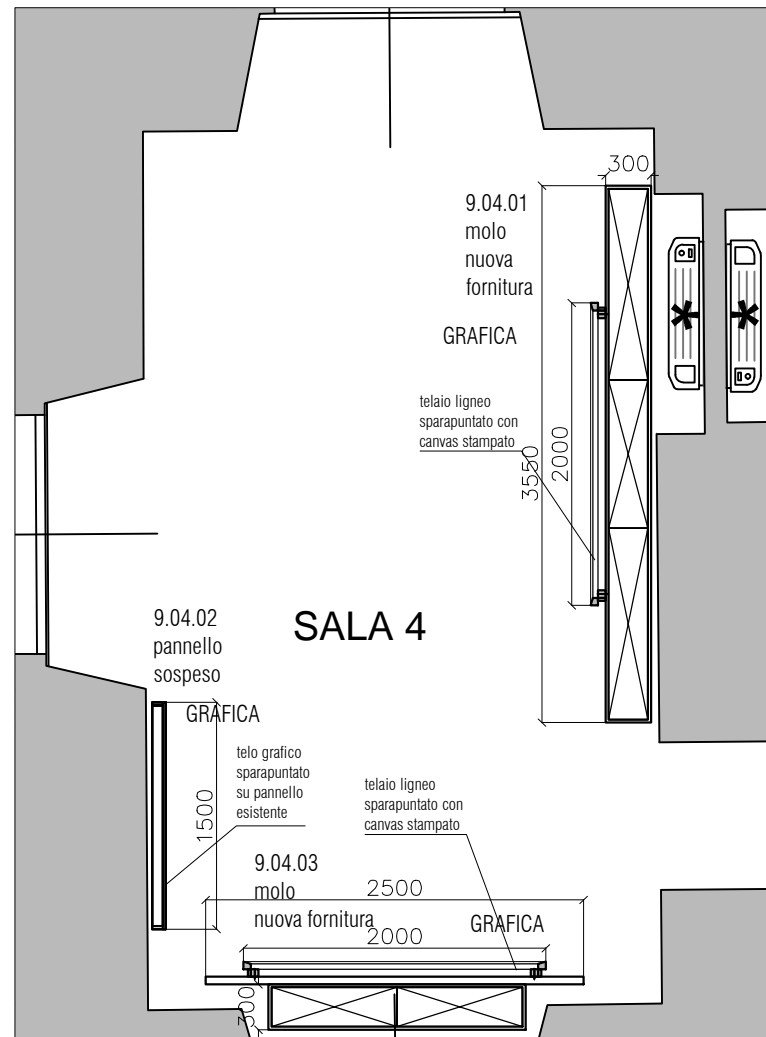 300
9.04.01
molo
nuova
fornitura
GRAFICA
telaio ligneo
sparapuntato con
canvas stampato
3550
2000
SALA 4
9.04.02
pannello
sospeso
GRAFICA
telo grafico
sparapuntato
su pannello
esistente
1500
telaio ligneo
sparapuntato con
canvas stampato
9.04.03
molo
nuova fornitura
2500
GRAFICA
2000
300